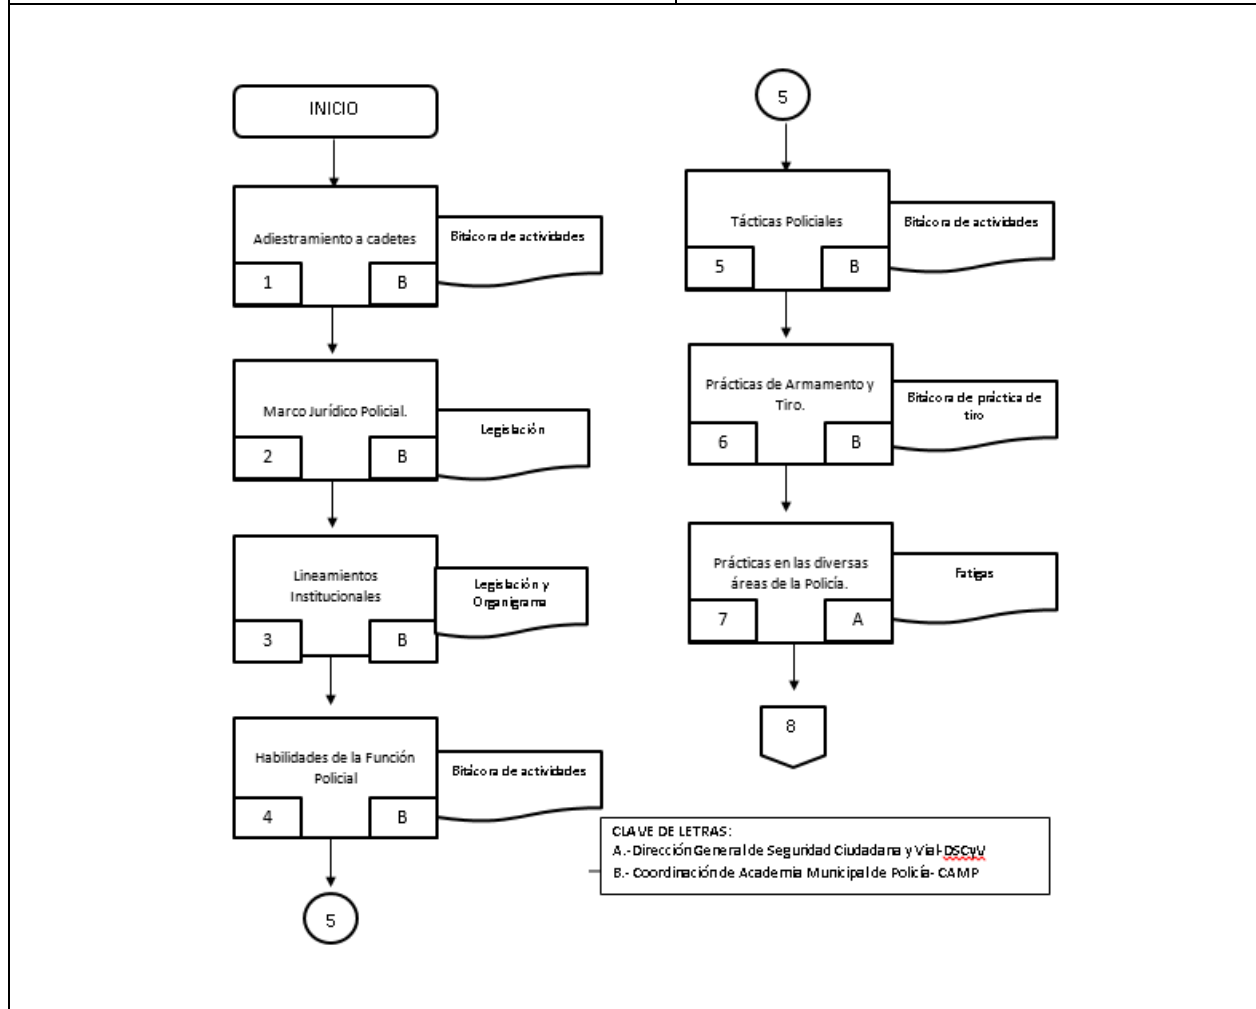 INICIO
Adiestramiento a cadetes
1
B
Bitácora de actividades
Marco Jurídico Policial.
2
B
Legislación
Lineamientos
Institucionales
3
B
Legislación y
Organigrama
Habilidades de la Función
Policial
4
B
Bitácora de actividades
5
5
Tácticas Policiales
5
B
Bitácora de actividades
Prácticas de Armamento y
Tiro.
6
B
Bitácora de práctica de
tiro
Prácticas en las diversas
áreas de la Policía.
7
A
Fatigas
8
CLAVE DE LETRAS:
A.-Dirección General de Seguridad Ciudadana y Vial-DSCyV
B.- Coordinación de Academia Municipal de Policía- CAMP